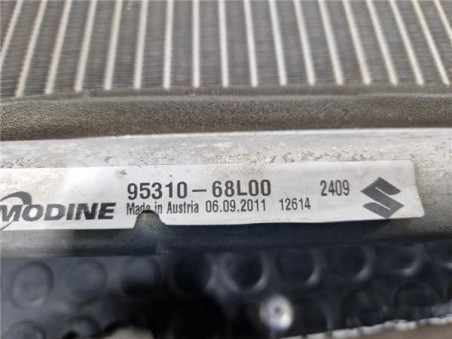 MODINE 95310-68L00 2409
Made in Austria 06.09.2011 12614